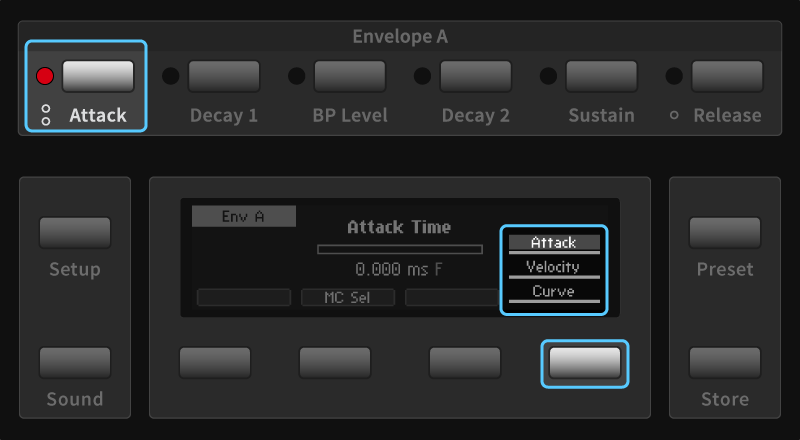 Envelope A
Attack
Decay 1
BP Level
Decay 2
Sustain
Release
Env A
Attack Time
0.000 ms F
MC Sel
Attack
Velocity
Curve
Setup
Sound
Preset
Store